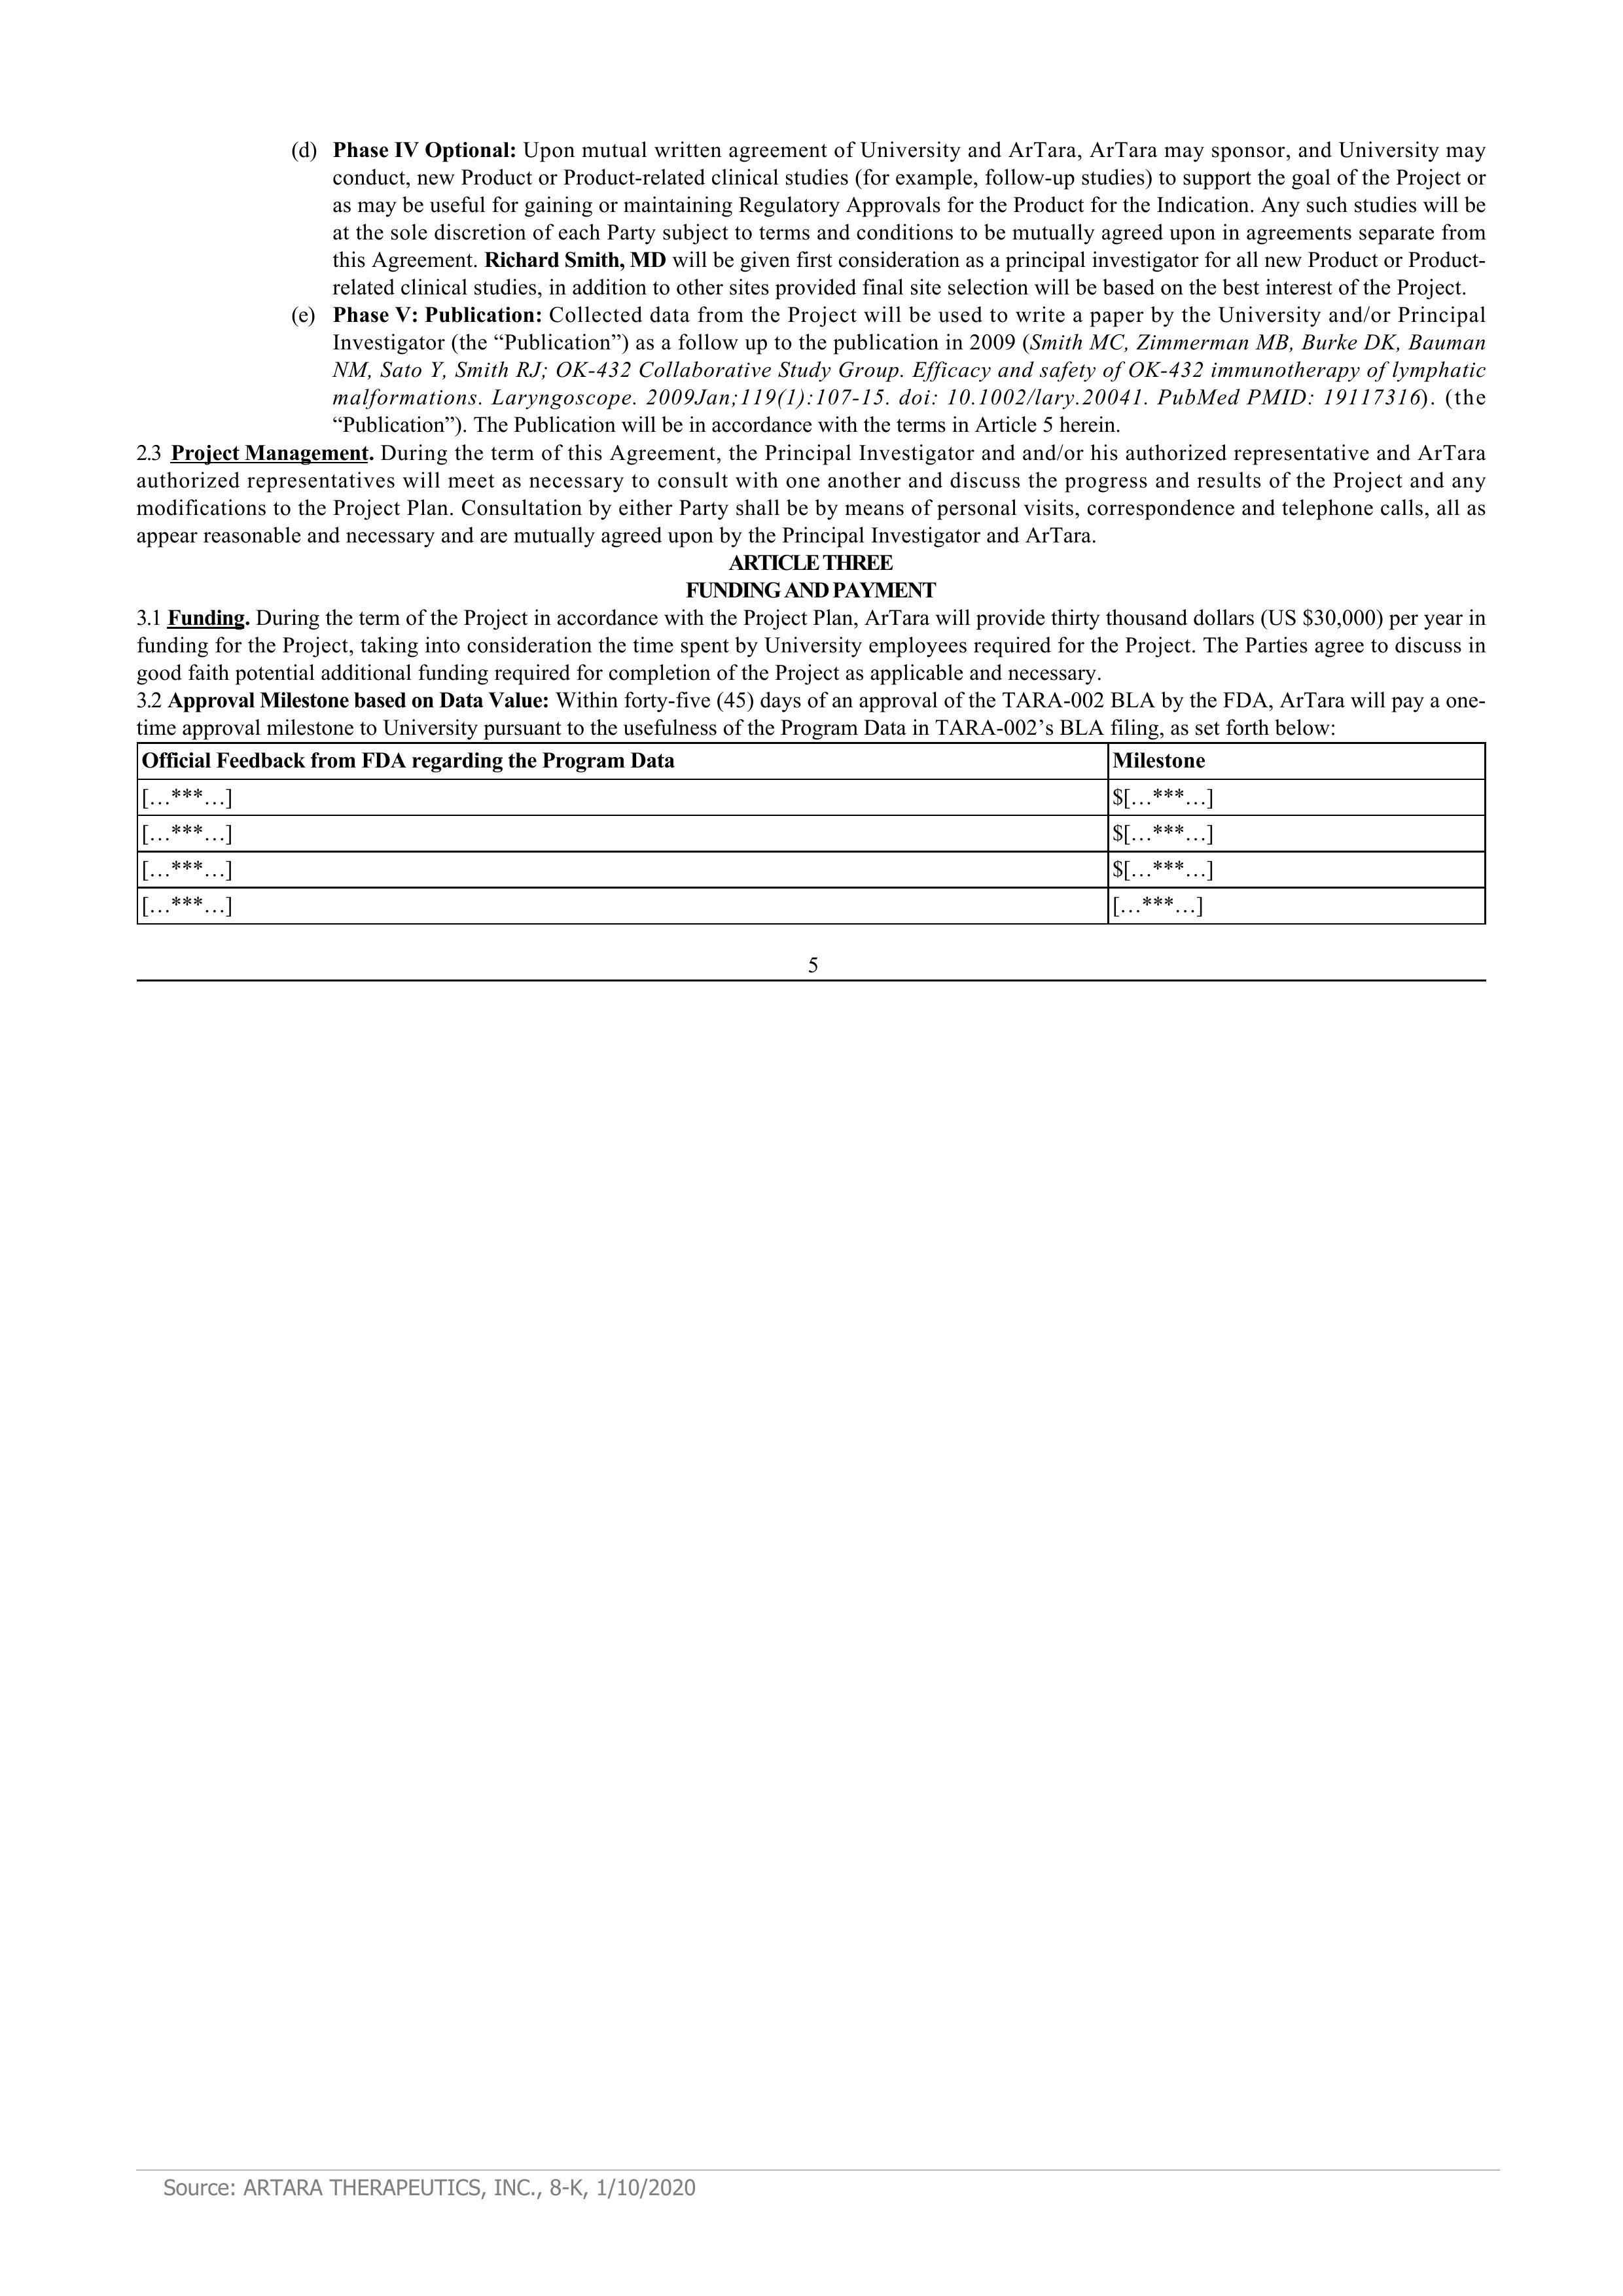 (d) Phase IV Optional: Upon mutual written agreement of University and ArTara, ArTara may sponsor, and University may
conduct, new Product or Product-related clinical studies (for example, follow-up studies) to support the goal of the Project or
as may be useful for gaining or maintaining Regulatory Approvals for the Product for the Indication. Any such studies will be
at the sole discretion of each Party subject to terms and conditions to be mutually agreed upon in agreements separate from
this Agreement. Richard Smith, MD will be given first consideration as a principal investigator for all new Product or Product-
related clinical studies, in addition to other sites provided final site selection will be based on the best interest of the Project.
(e) Phase V: Publication: Collected data from the Project will be used to write a paper by the University and/or Principal
Investigator (the “Publication”) as a follow up to the publication in 2009 (Smith MC, Zimmerman MB, Burke DK, Bauman
NM, Sato Y, Smith RJ; OK-432 Collaborative Study Group. Efficacy and safety of OK-432 immunotherapy of lymphatic
malformations. Laryngoscope. 2009Jan;119(1):107-15. doi: 10.1002/lary.20041. PubMed PMID: 19117316). (the
“Publication”). The Publication will be in accordance with the terms in Article 5 herein.
2.3 Project Management. During the term of this Agreement, the Principal Investigator and and/or his authorized representative and ArTara
authorized representatives will meet as necessary to consult with one another and discuss the progress and results of the Project and any
modifications to the Project Plan. Consultation by either Party shall be by means of personal visits, correspondence and telephone calls, all as
appear reasonable and necessary and are mutually agreed upon by the Principal Investigator and ArTara.
ARTICLE THREE
FUNDING AND PAYMENT
3.1 Funding. During the term of the Project in accordance with the Project Plan, ArTara will provide thirty thousand dollars (US $30,000) per year in
funding for the Project, taking into consideration the time spent by University employees required for the Project. The Parties agree to discuss in
good faith potential additional funding required for completion of the Project as applicable and necessary.
3.2 Approval Milestone based on Data Value: Within forty-five (45) days of an approval of the TARA-002 BLA by the FDA, ArTara will pay a one-
time approval milestone to University pursuant to the usefulness of the Program Data in TARA-002’s BLA filing, as set forth below:
Official Feedback from FDA regarding the Program Data Milestone
[…***…] $[…***…]
[…***…] $[…***…]
[…***…] $[…***…]
[…***…] […***…]
5
Source: ARTARA THERAPEUTICS, INC., 8-K, 1/10/2020